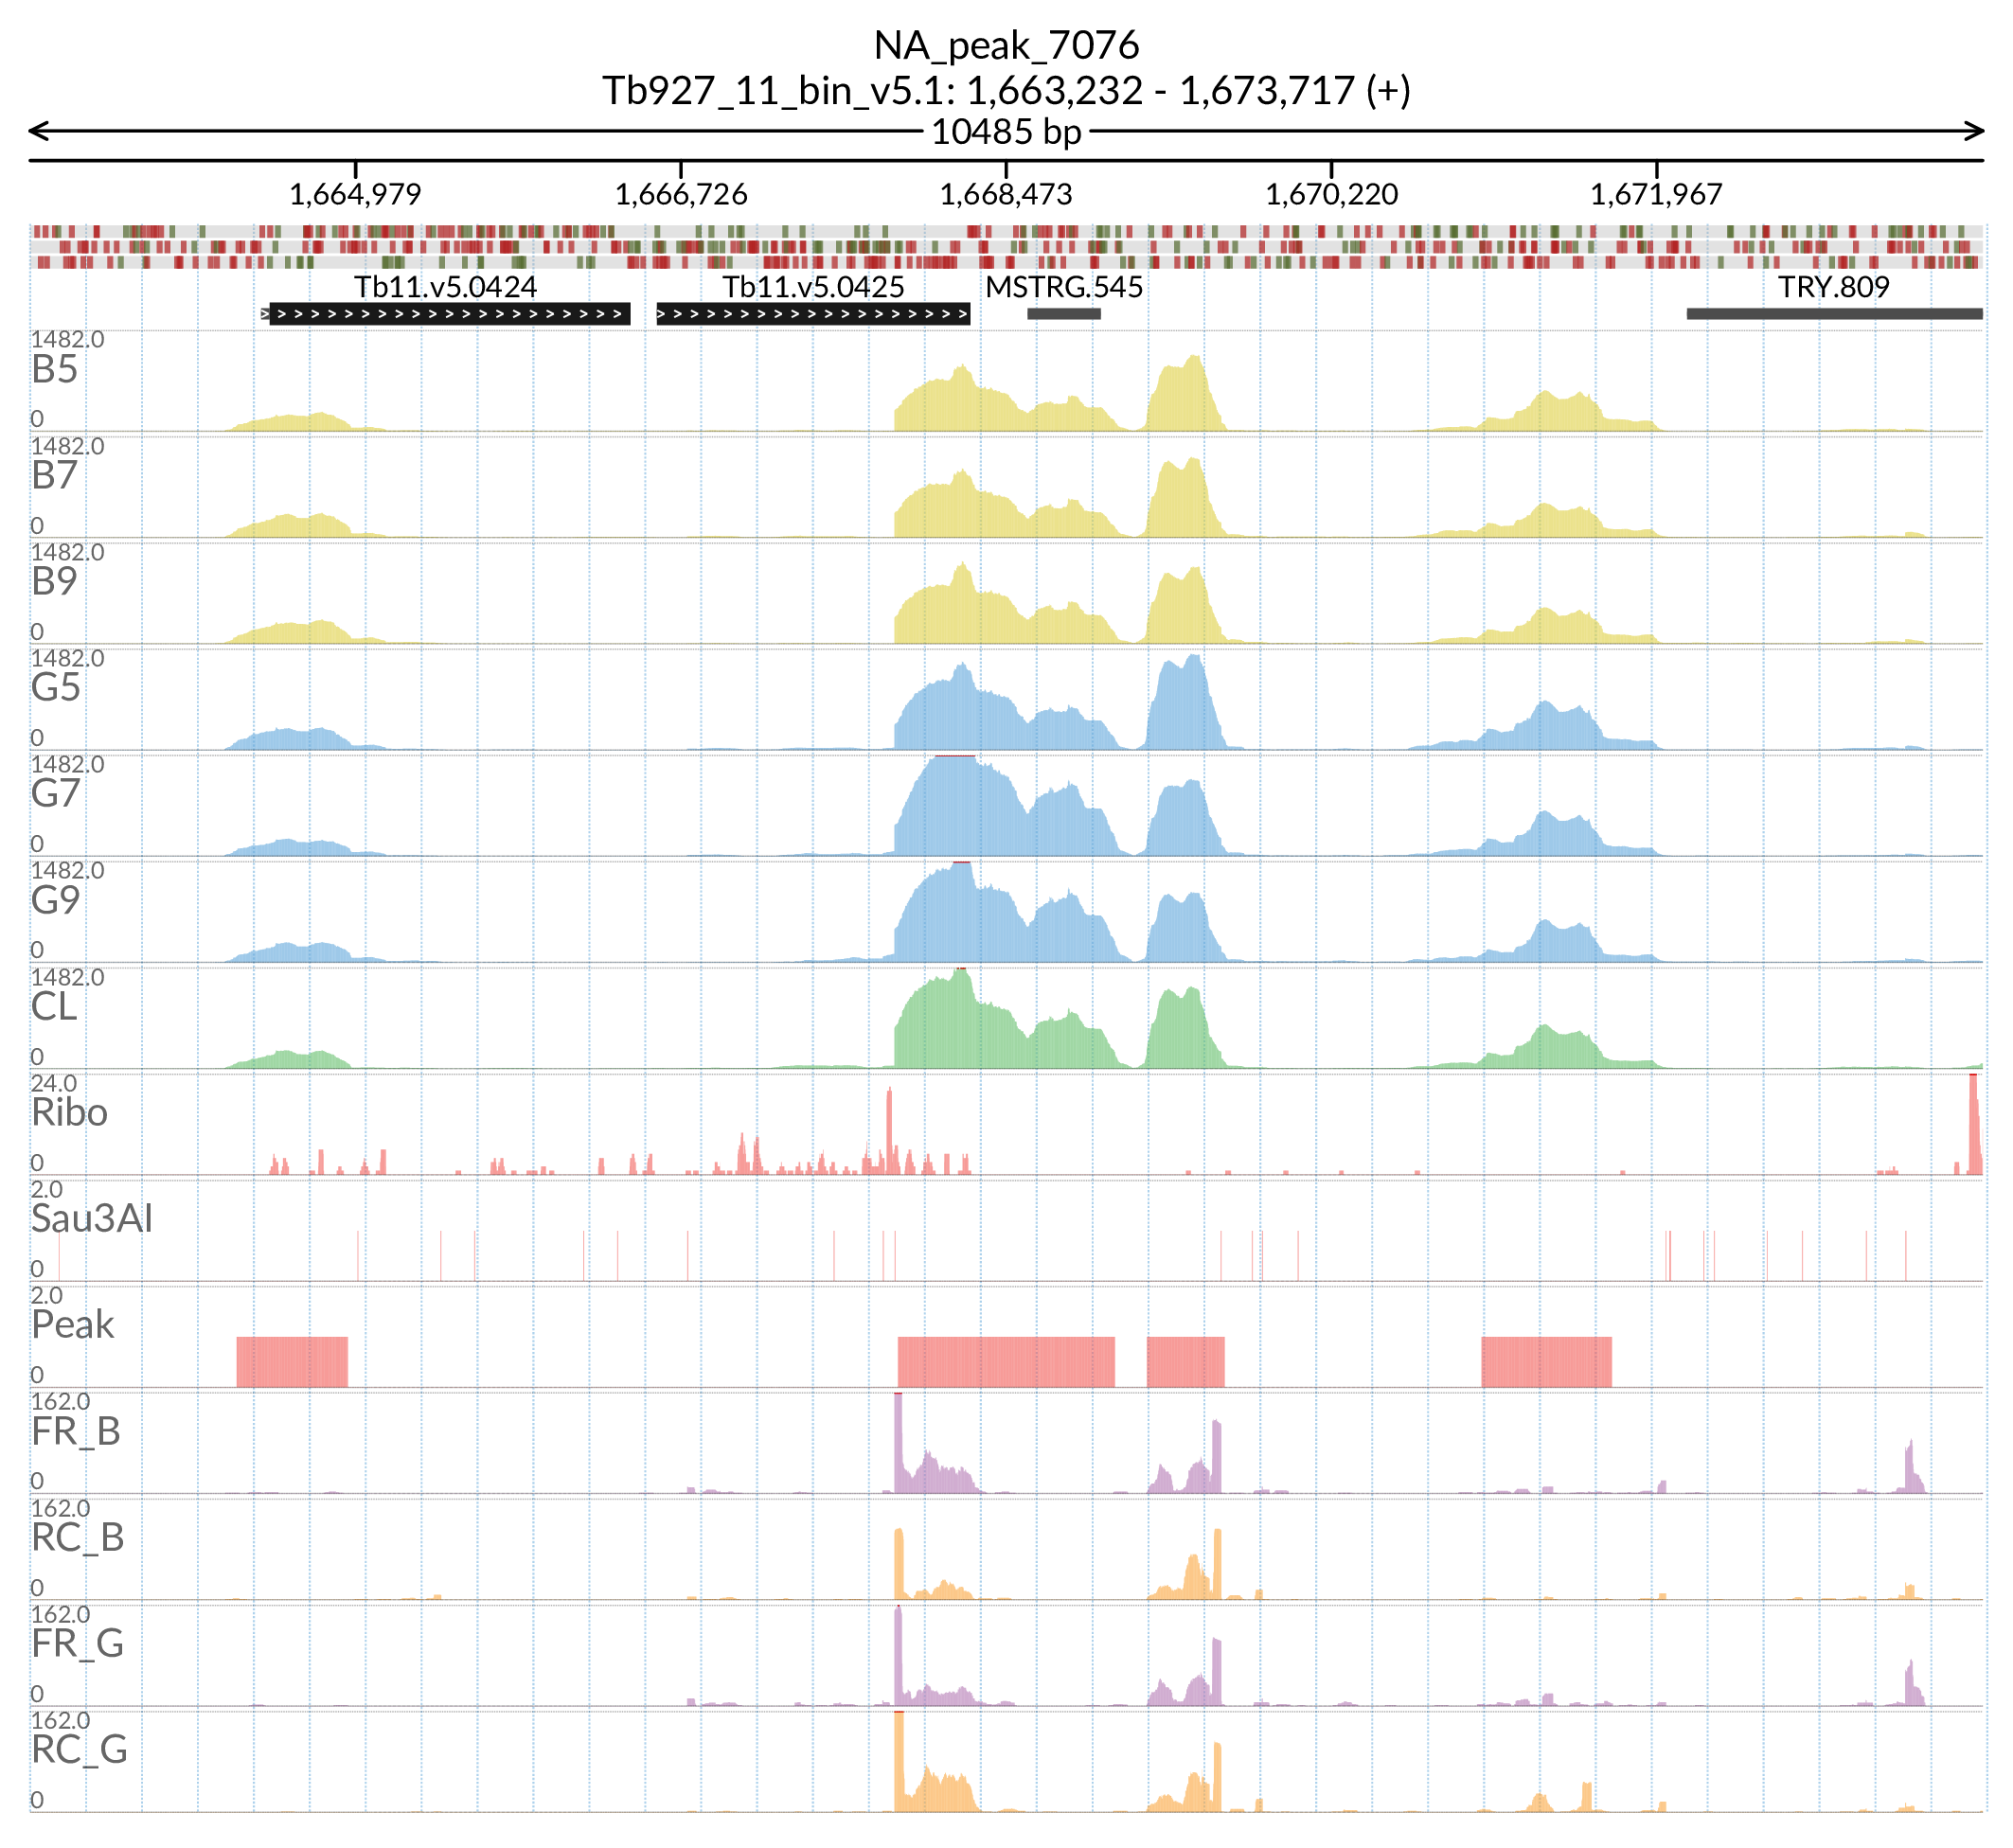 NA_peak_7076
Tb927_11_bin_v5.1: 1,663,232 - 1,673,717 (+)
10485 bp
1,664,979 1,666,726 1,668,473 1,670,220 1,671,967
Tb11.v5.0424 Tb11.v5.0425 MSTRG.545 TRY.809
1482.0
B5
0
1482.0
B7
0
1482.0
B9
0
1482.0
G5
0
1482.0
G7
0
1482.0
G9
0
1482.0
CL
0
24.0
Ribo
0
2.0
Sau3AI
0
2.0
Peak
0
162.0
FR_B
0
162.0
RC_B
0
162.0
FR_G
0
162.0
RC_G
0